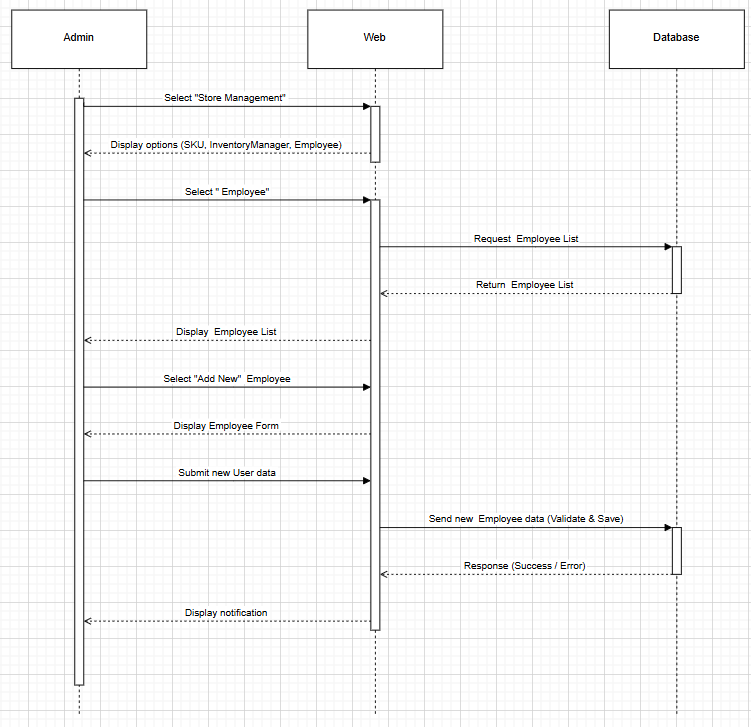 Admin
Web
Database
Select "Store Management"
Display options (SKU, InventoryManager, Employee)
Select " Employee"
Request  Employee List
Return  Employee List
Display  Employee List
Select "Add New"  Employee
Display Employee Form
Submit new User data
Send new  Employee data (Validate & Save)
Response (Success / Error)
Display notification